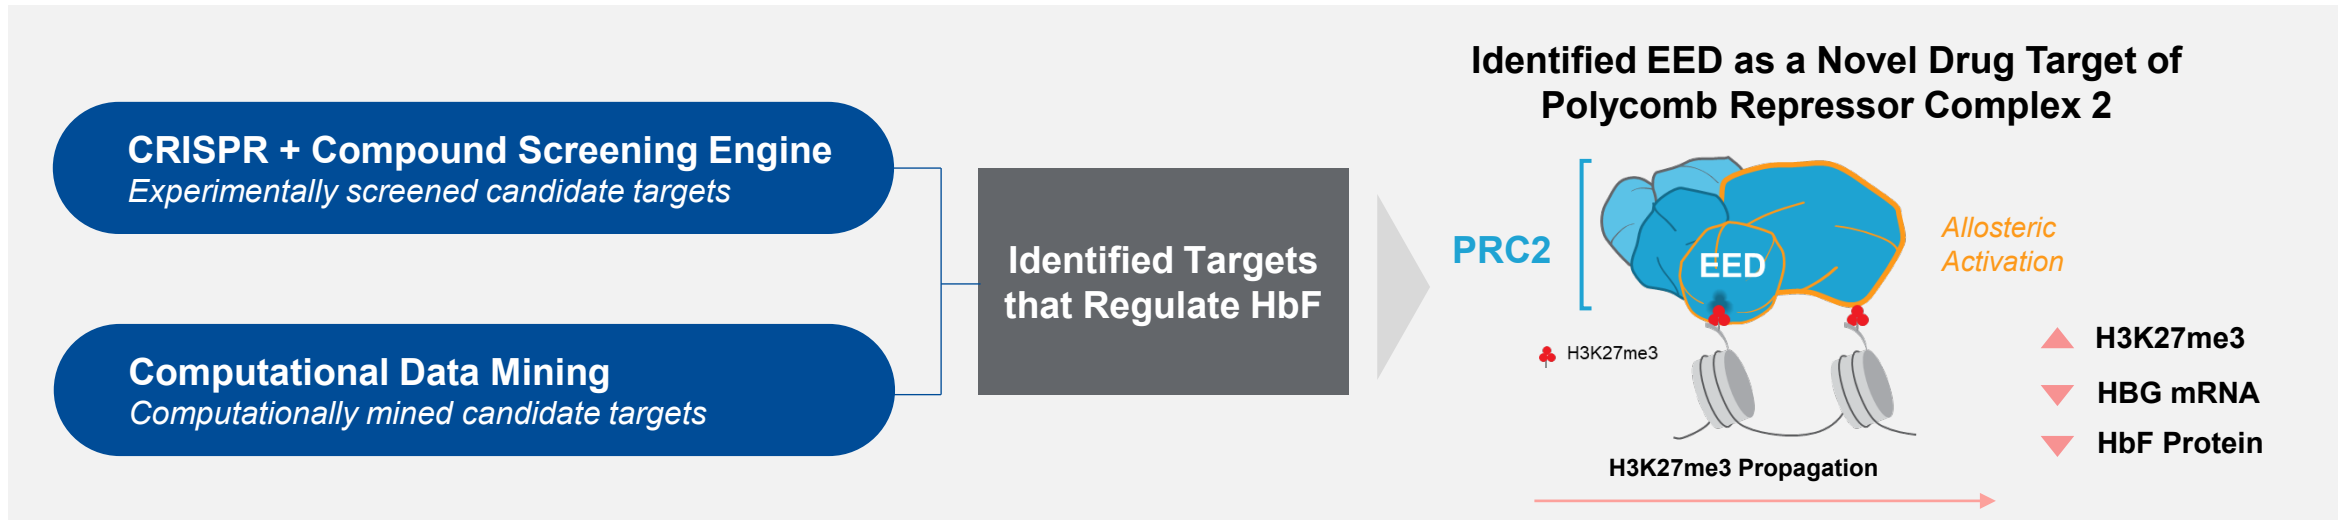 CRISPR + Compound Screening Engine
Experimentally screened candidate targets
Computational Data Mining
Computationally mined candidate targets
Identified Targets
that Regulate HbF
Identified EED as a Novel Drug Target of
Polycomb Repressor Complex 2
PRC2
EED
Allosteric
Activation
H3K27me3
H3K27me3
HBG mRNA
HbF Protein
H3K27me3 Propagation